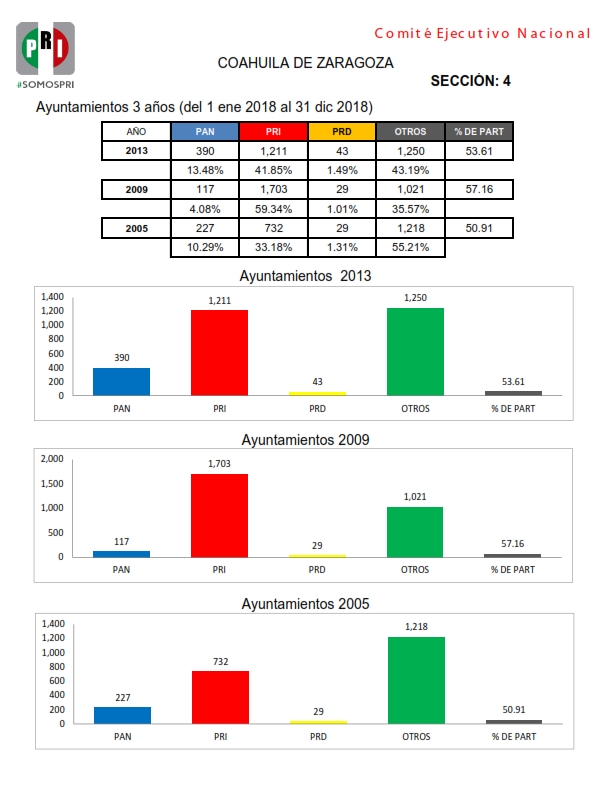 PRI
#SOMOSPRI
Comité Ejecutivo Nacional
COAHUILA DE ZARAGOZA
SECCIÓN: 4
Ayuntamientos 3 años (del 1 ene 2018 al 31 dic 2018)
AÑO PAN PRI PRD OTROS % DE PART
2013 390 1,211 43 1,250 53.61
13.48% 41.85% 1.49% 43.19%
2009 117 1,703 29 1,021 57.16
4.08% 59.34% 1.01% 35.57%
2005 227 732 29 1,218 50.91
10.29% 33.18% 1.31% 55.21%
Ayuntamientos 2013
1,400
1,200
1,000
800
600
400
200
0
390 1,211 43 1,250 53.61
PAN PRI PRD OTROS % DE PART
Ayuntamientos 2009
2,000
1,500
1,000
500
0
117 1,703 29 1,021 57.16
PAN PRI PRD OTROS % DE PART
Ayuntamientos 2005
1,400
1,200
1,000
800
600
400
200
0
227 732 29 1,218 50.91
PAN PRI PRD OTROS % DE PART